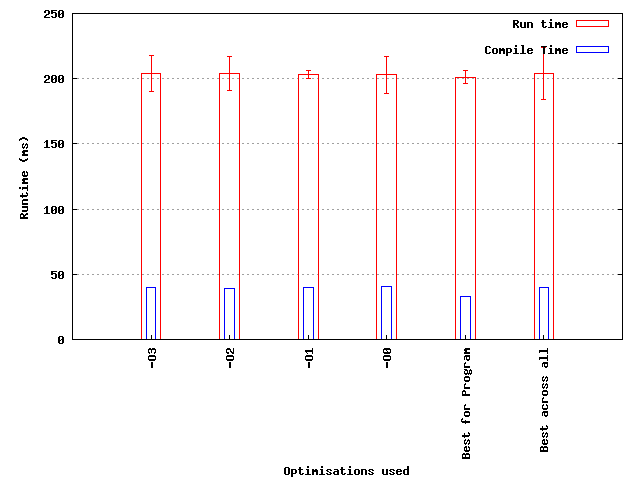 250
200
150
100
50
0
Runtime (ms)
Run time
Compile Time
-O3
-O2
-O1
-O0
Best for Program
Best across all
Optimisations used